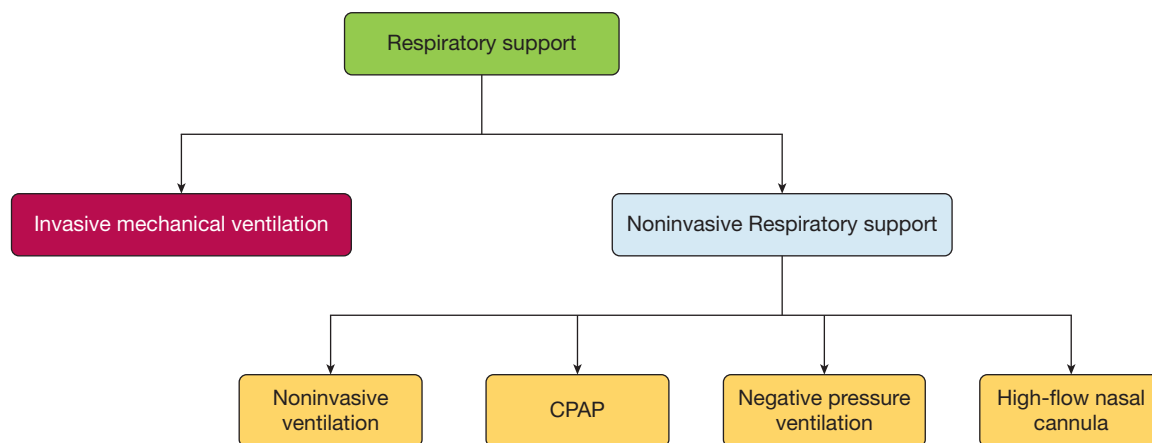 Respiratory support
Invasive mechanical ventilation
Noninvasive Respiratory support
Noninvasive
ventilation
CPAP
Negative pressure
ventilation
High-flow nasal
cannula